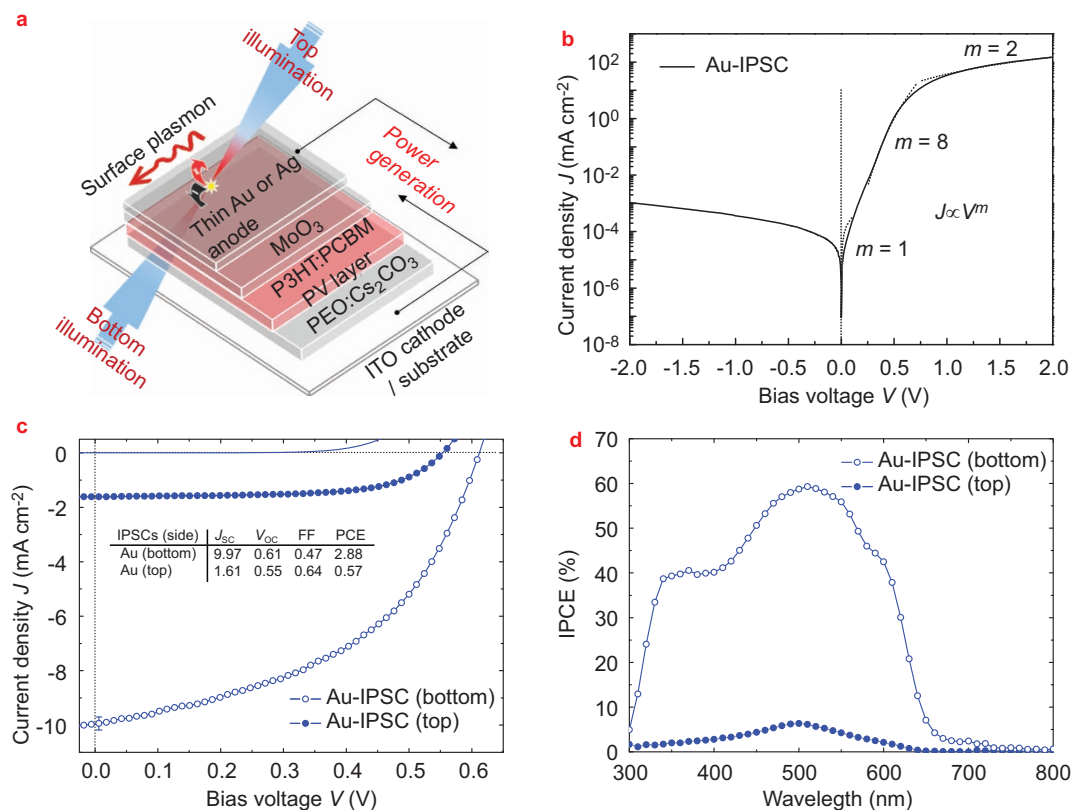 a
Top
illumination
Surface plasmon
Power
generation
Thin Au or Ag
anode
MoO3
P3HT:PCBM
PV layer
PEO:Cs2CO3
Bottom
illumination
ITO cathode
/ substrate
b
Current density J (mA cm-2)
10^2
10^0
10^-2
10^-4
10^-6
10^-8
Au-IPSC
m = 2
m = 8
J∝V^m
m = 1
-2.0 -1.5 -1.0 -0.5 0.0 0.5 1.0 1.5 2.0
Bias voltage V (V)
c
Current density J (mA cm-2)
0
-2
-4
-6
-8
-10
IPSCs (side) JSC VOC FF PCE
Au (bottom) 9.97 0.61 0.47 2.88
Au (top) 1.61 0.55 0.64 0.57
Au-IPSC (bottom)
Au-IPSC (top)
0.0 0.1 0.2 0.3 0.4 0.5 0.6
Bias voltage V (V)
d
IPCE (%)
70
60
50
40
30
20
10
0
Au-IPSC (bottom)
Au-IPSC (top)
300 400 500 600 700 800
Wavelegth (nm)